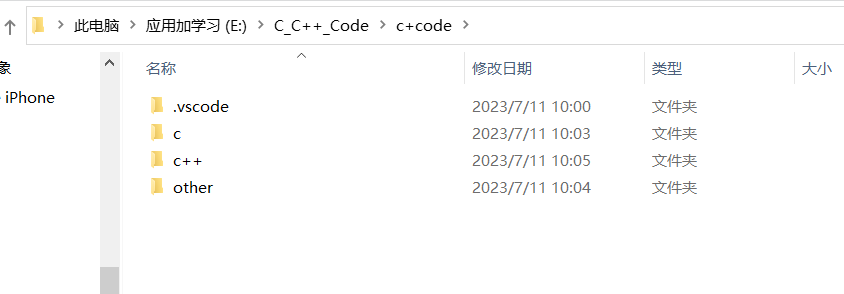 此电脑 > 应用加学习 (E:) > C_C++_Code > c+code >
名称 修改日期 类型 大小
象
iPhone
.vscode 2023/7/11 10:00 文件夹
c 2023/7/11 10:03 文件夹
c++ 2023/7/11 10:05 文件夹
other 2023/7/11 10:04 文件夹